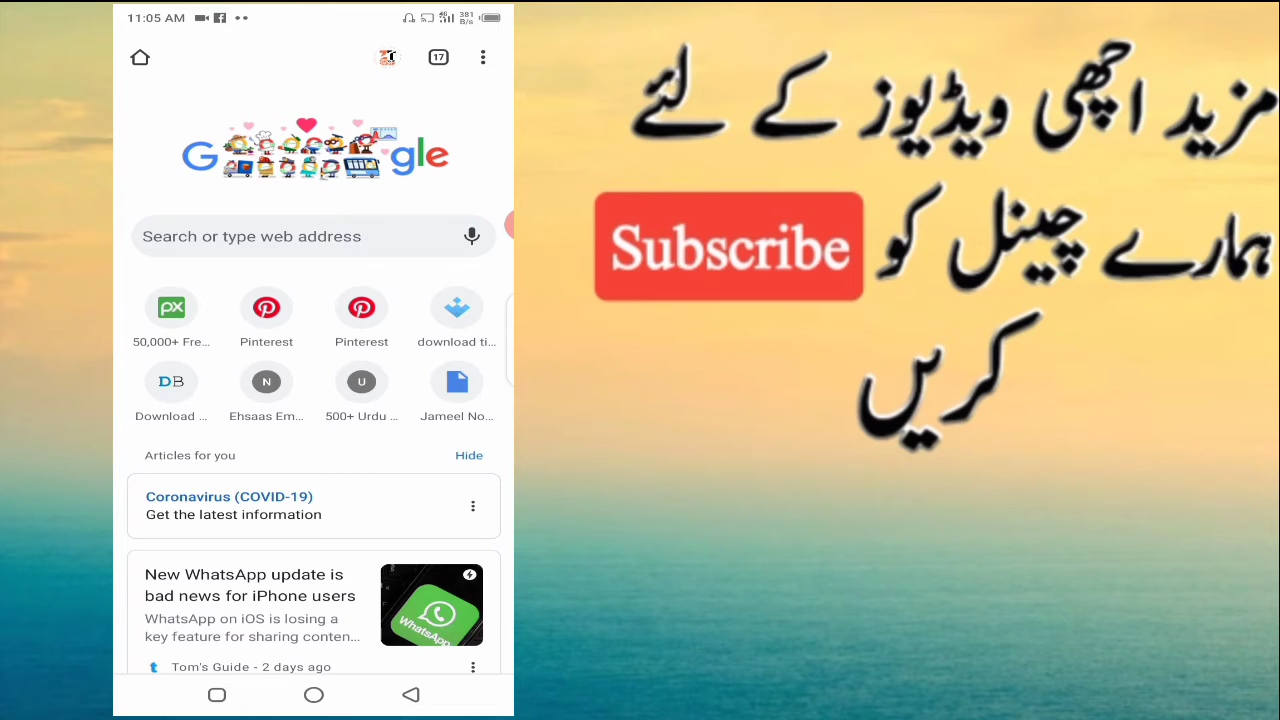 11:05 AM
381 B/s
17
Google
Search or type web address
50,000+ Fre...
Pinterest
Pinterest
download ti...
Download ...
Ehsaas Em...
500+ Urdu ...
Jameel No...
Articles for you
Hide
Coronavirus (COVID-19)
Get the latest information
New WhatsApp update is
bad news for iPhone users
WhatsApp on iOS is losing a
key feature for sharing conten...
Tom's Guide - 2 days ago
WhatsApp
مزید اچھی ویڈیوز کے لئے
ہمارے چینل کو Subscribe
کریں